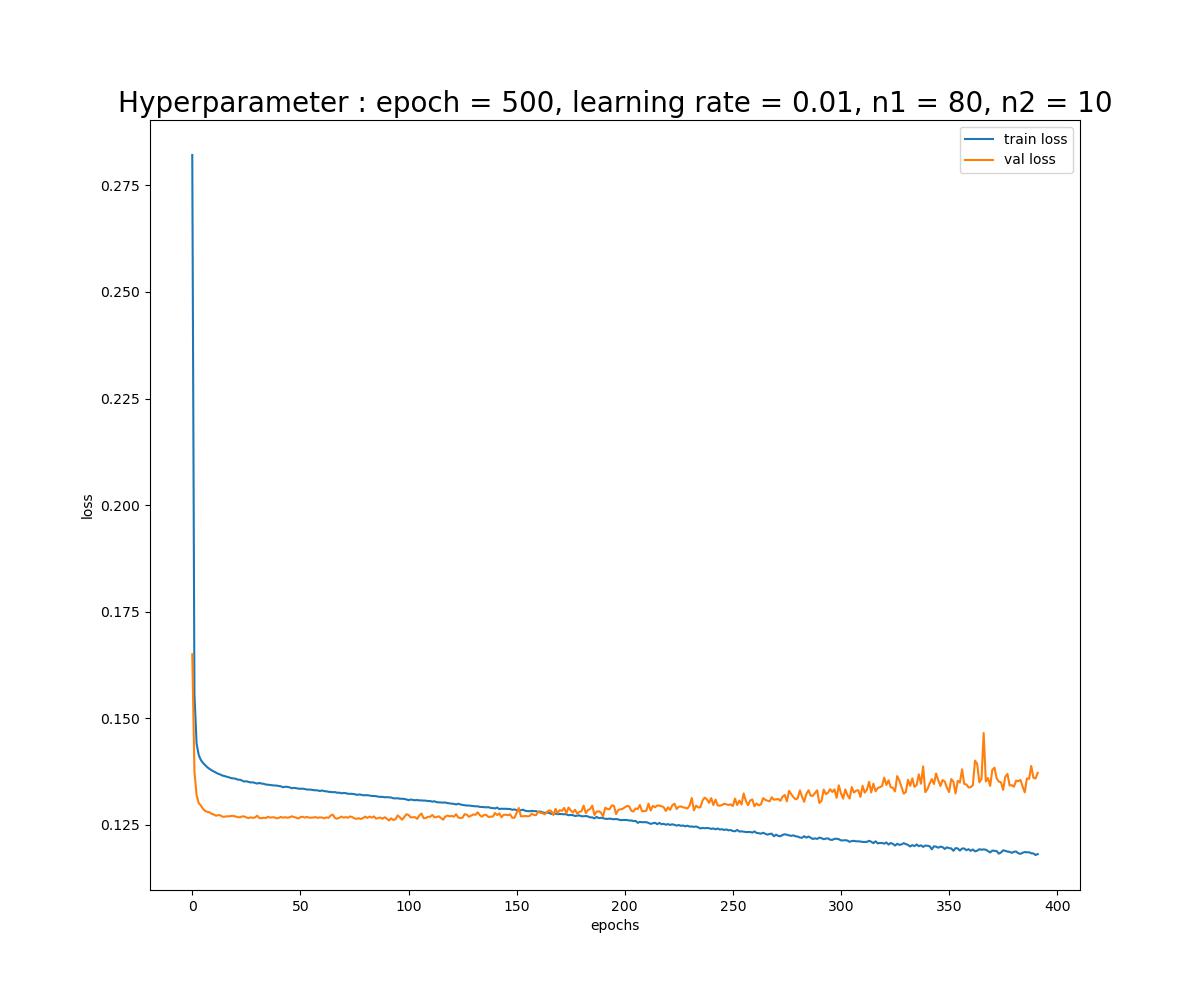 Hyperparameter : epoch = 500, learning rate = 0.01, n1 = 80, n2 = 10
train loss
val loss
0.275
0.250
0.225
0.200
0.175
0.150
0.125
loss
0 50 100 150 200 250 300 350 400
epochs